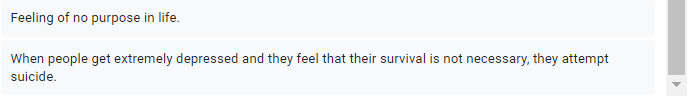 Feeling of no purpose in life.
When people get extremely depressed and they feel that their survival is not necessary, they attempt
suicide.